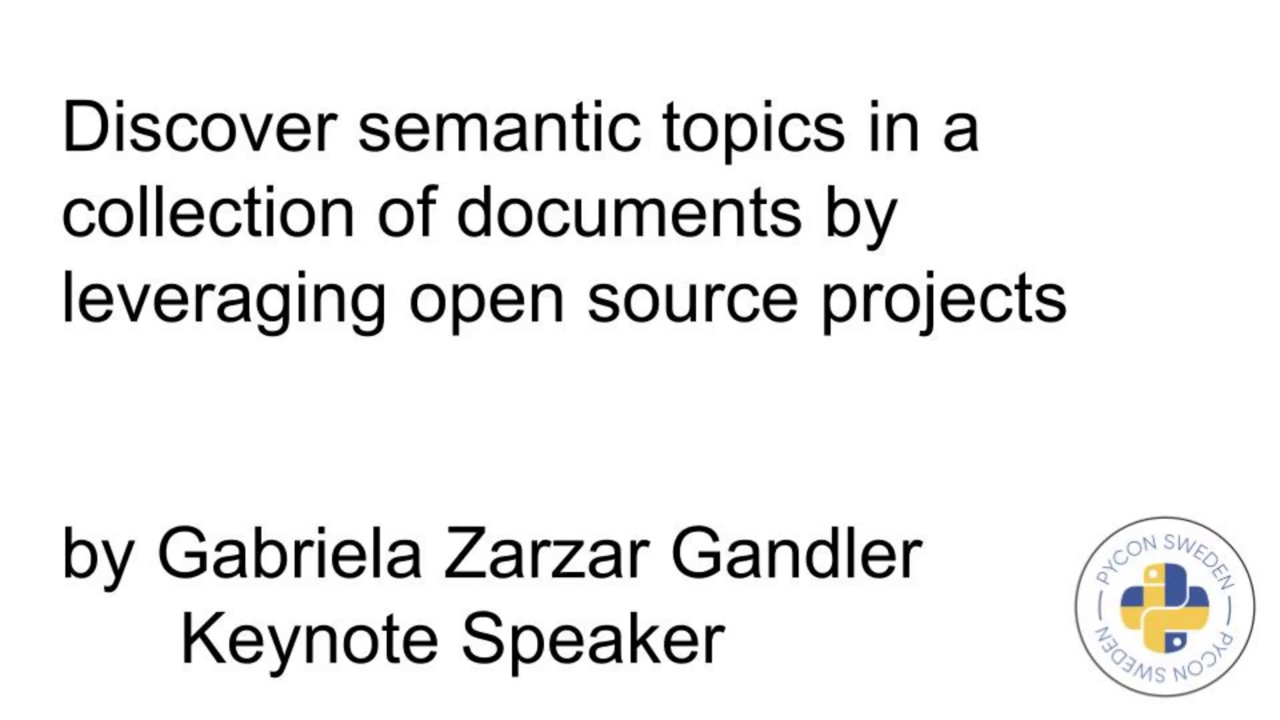 Discover semantic topics in a
collection of documents by
leveraging open source projects
by Gabriela Zarzar Gandler
Keynote Speaker
PYCON SWEDEN
PYCON SWEDEN